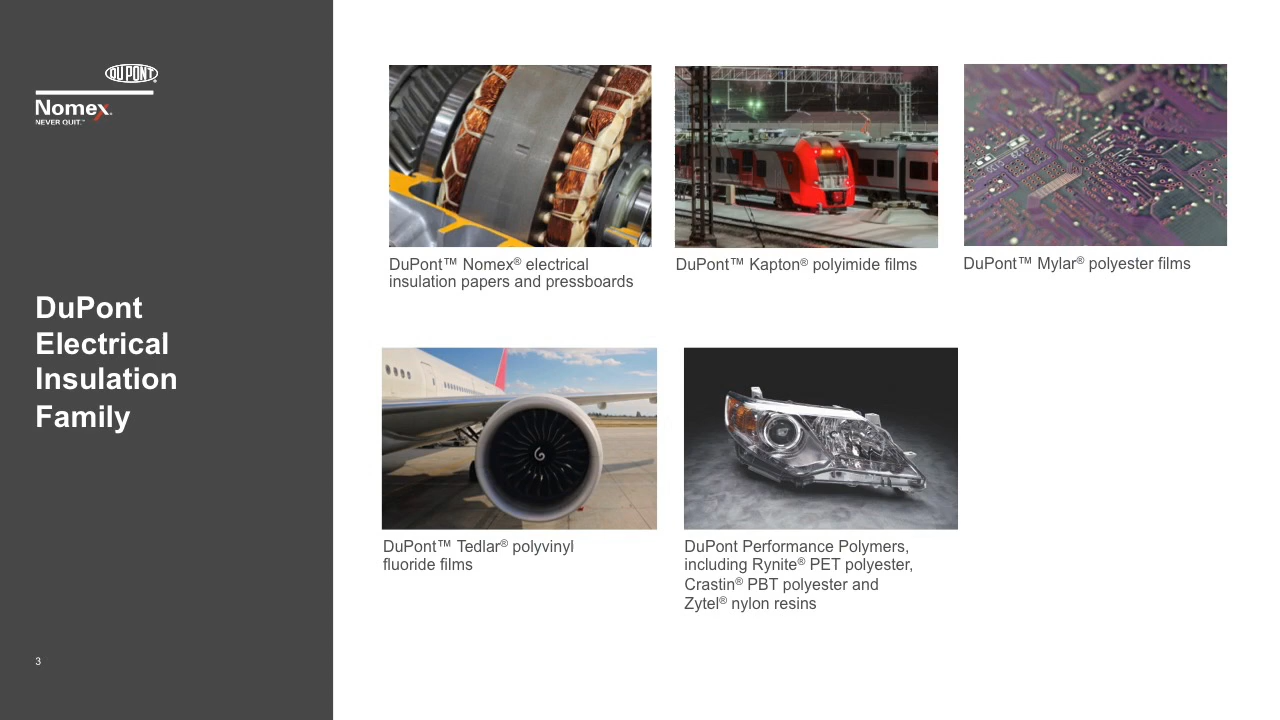 DUPONT®
Nomex®
NEVER QUIT.™
DuPont
Electrical
Insulation
Family
3
DuPont™ Nomex® electrical
insulation papers and pressboards
DuPont™ Kapton® polyimide films
DuPont™ Mylar® polyester films
DuPont™ Tedlar® polyvinyl
fluoride films
DuPont Performance Polymers,
including Rynite® PET polyester,
Crastin® PBT polyester and
Zytel® nylon resins